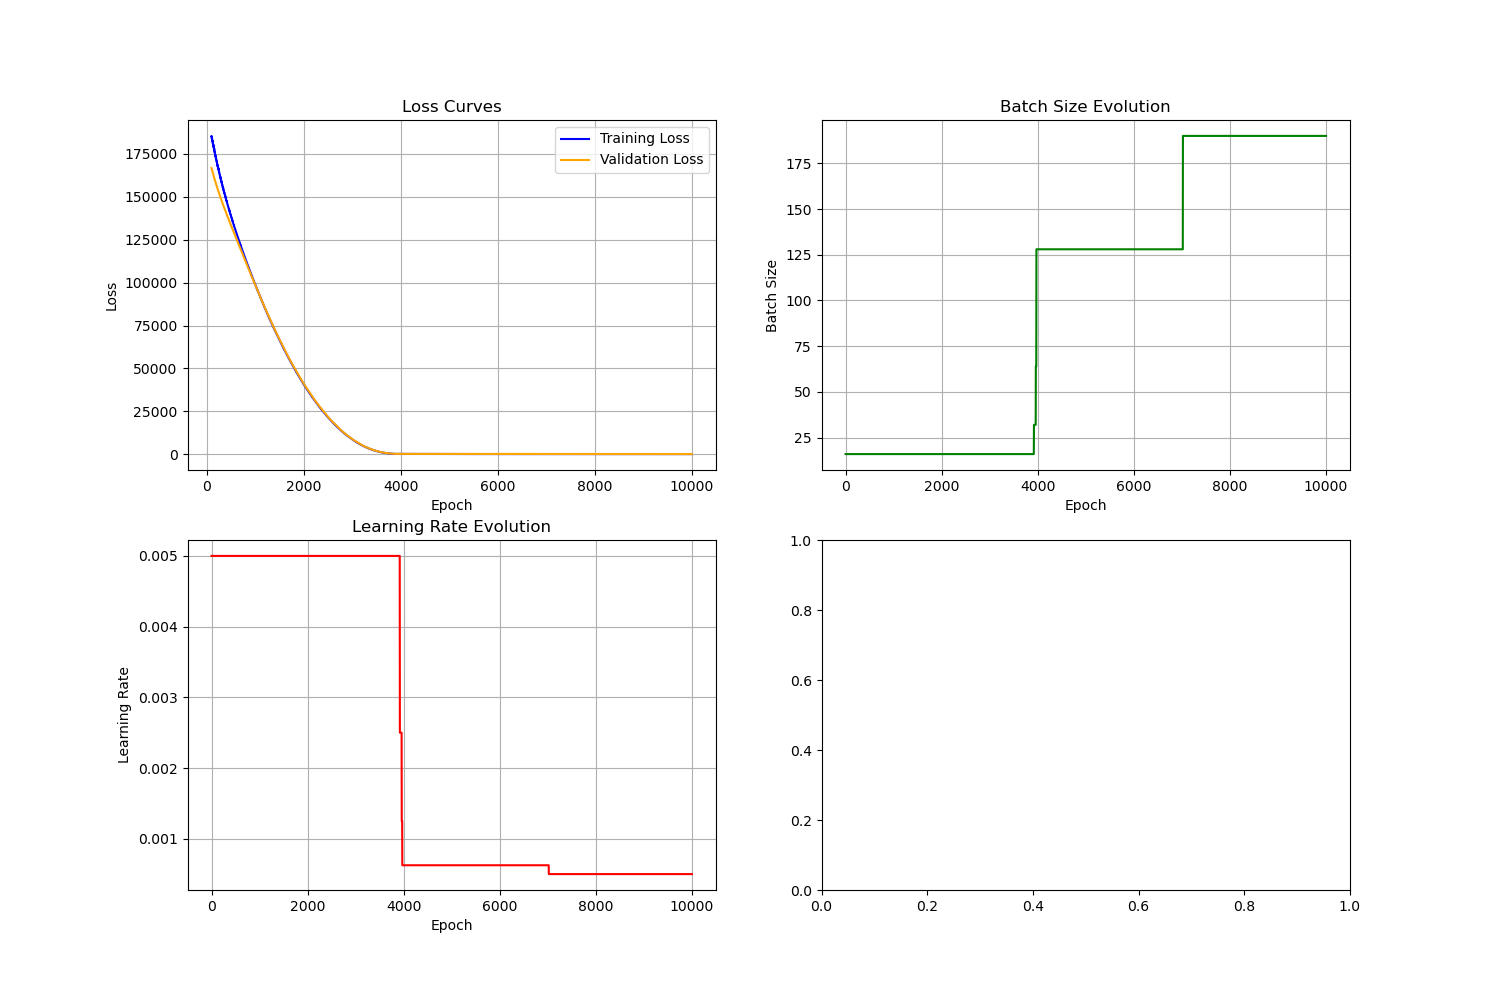 Loss Curves
Training Loss
Validation Loss
175000
150000
125000
100000
75000
50000
25000
0
Loss
0 2000 4000 6000 8000 10000
Epoch
Batch Size Evolution
175
150
125
100
75
50
25
Batch Size
0 2000 4000 6000 8000 10000
Epoch
Learning Rate Evolution
0.005
0.004
0.003
0.002
0.001
Learning Rate
0 2000 4000 6000 8000 10000
Epoch
1.0
0.8
0.6
0.4
0.2
0.0
0.0 0.2 0.4 0.6 0.8 1.0